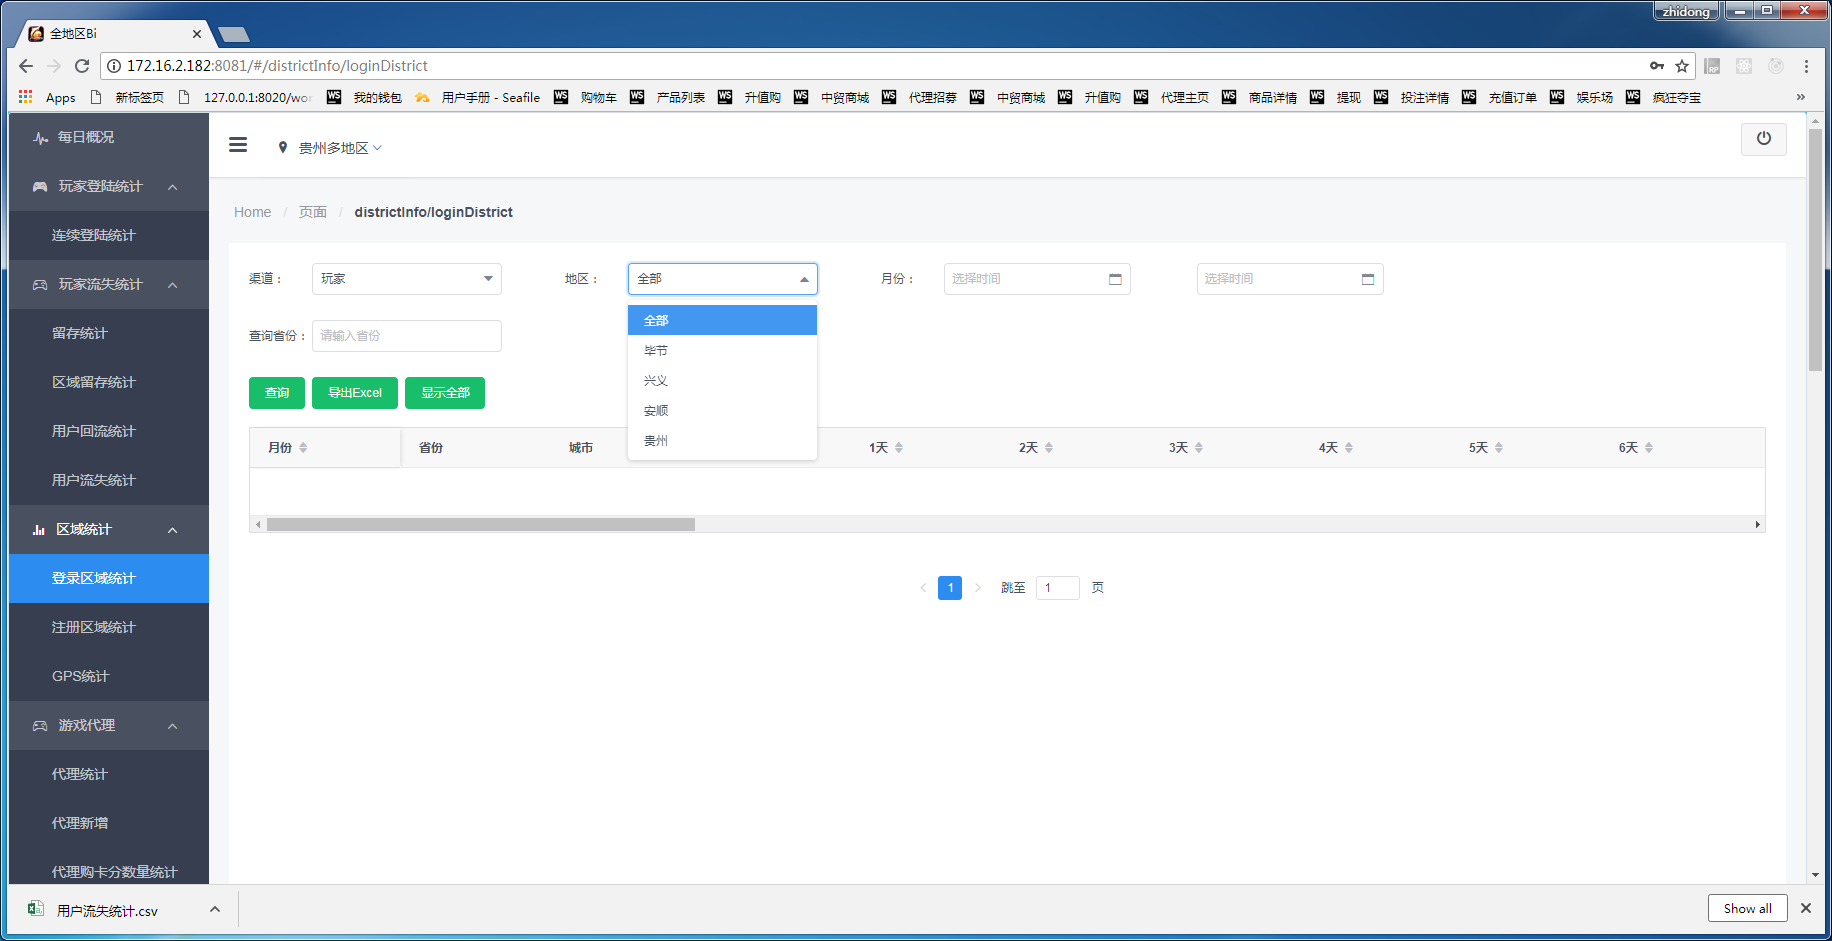 zhidong
全地区Bi
172.16.2.182:8081/#/districtInfo/loginDistrict
Apps 新标签页 127.0.0.1:8020/wor 我的钱包 用户手册 - Seafile 购物车 产品列表 升值购 中贸商城 代理招募 中贸商城 升值购 代理主页 商品详情 提现 投注详情 充值订单 娱乐场 疯狂夺宝 »
每日概况
玩家登陆统计
连续登陆统计
玩家流失统计
留存统计
区域留存统计
用户回流统计
用户流失统计
区域统计
登录区域统计
注册区域统计
GPS统计
游戏代理
代理统计
代理新增
代理购卡分数量统计
贵州多地区
Home / 页面 / districtInfo/loginDistrict
渠道： 玩家 地区： 全部 月份： 选择时间 选择时间
全部
毕节
兴义
安顺
贵州
查询省份： 请输入省份
查询 导出Excel 显示全部
月份 省份 城市 1天 2天 3天 4天 5天 6天
1 跳至 1 页
用户流失统计.csv
Show all